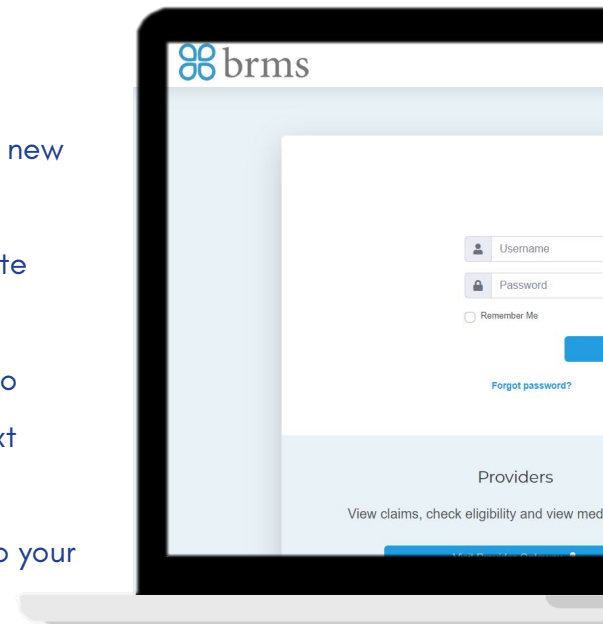 brms
new
te
Username
Password
Remember Me
o
Forgot password?
xt
Providers
View claims, check eligibility and view med
o your